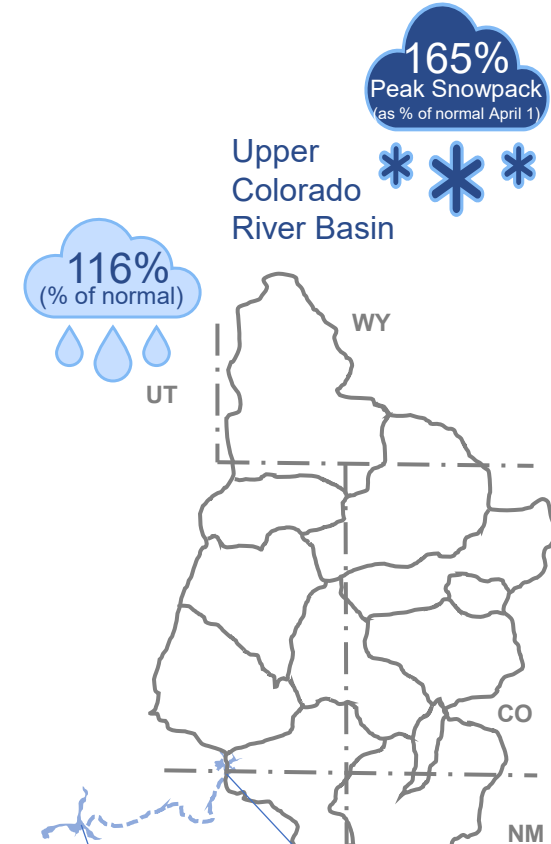 165%
Peak Snowpack
(as % of normal April 1)
Upper
Colorado
River Basin
116%
(% of normal)
WY
UT
CO
NM